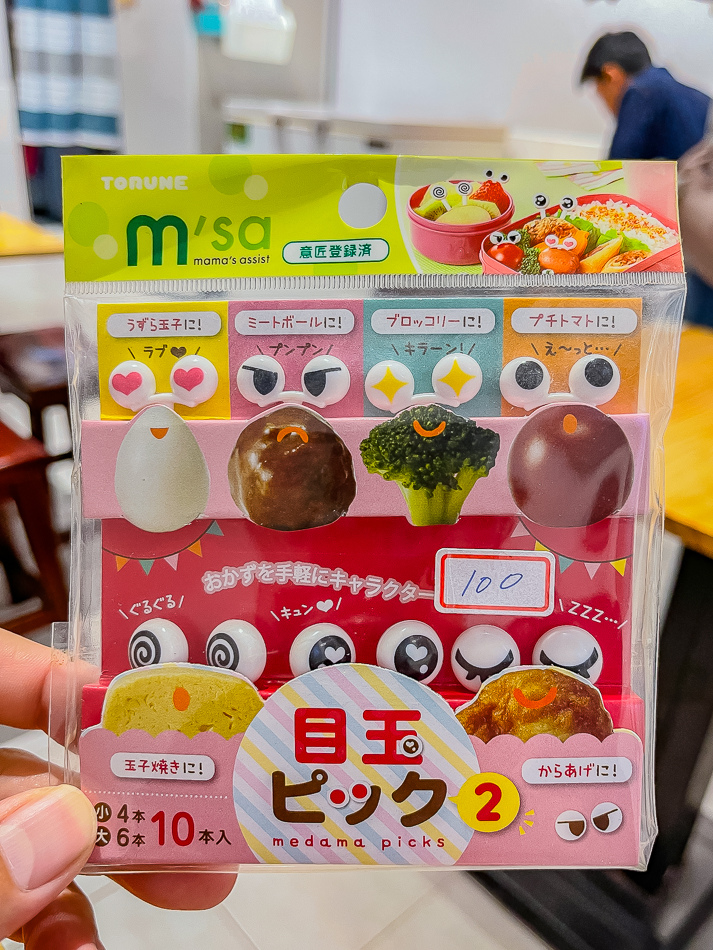 TORUNE
m'sa
mama's assist
意匠登録済
うずら玉子に!
ミートボールに!
ブロッコリーに!
プチトマトに!
ラブ
プンプン
キラーン!
え〜っと…
おかずを手軽にキャラクター
100
ぐるぐる
キュン
ZZZ…
玉子焼きに!
からあげに!
目玉
ピック2
medama picks
小4本
大6本
10本入